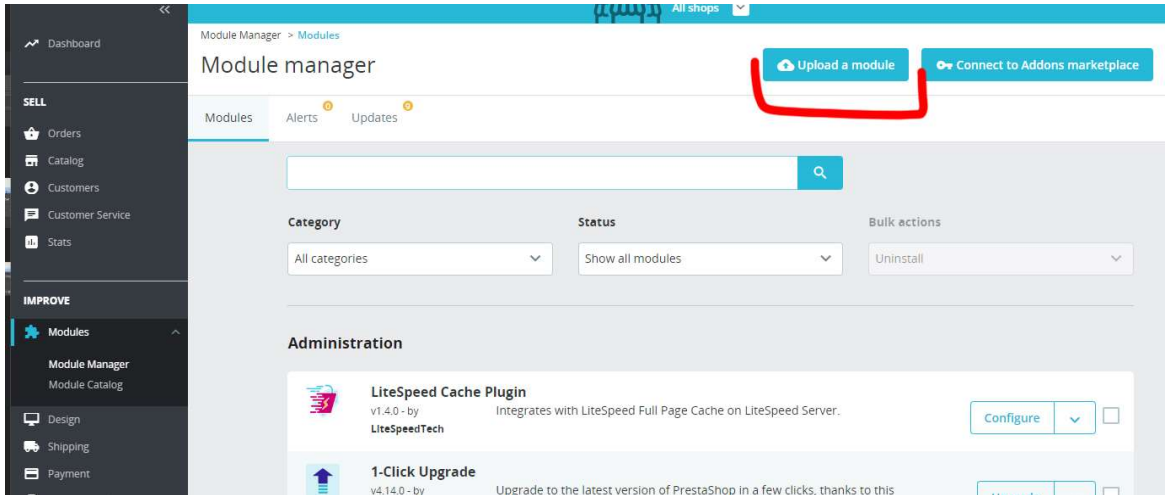 All shops
Dashboard
SELL
Orders
Catalog
Customers
Customer Service
Stats
IMPROVE
Modules
Module Manager
Module Catalog
Design
Shipping
Payment
Module Manager > Modules
Module manager
Upload a module
Connect to Addons marketplace
Modules
Alerts 0
Updates 0
Category
Status
Bulk actions
All categories
Show all modules
Uninstall
Administration
LiteSpeed Cache Plugin
v1.4.0 - by
LiteSpeedTech
Integrates with LiteSpeed Full Page Cache on LiteSpeed Server.
Configure
1-Click Upgrade
v4.14.0 - by
Upgrade to the latest version of PrestaShop in a few clicks, thanks to this